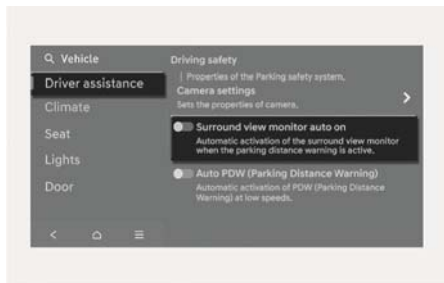 Vehicle
Driver assistance
Climate
Seat
Lights
Door
Driving safety
Properties of the Parking safety system.
Camera settings
Sets the properties of camera.
Surround view monitor auto on
Automatic activation of the surround view monitor
when the parking distance warning is active.
Auto PDW (Parking Distance Warning)
Automatic activation of PDW (Parking Distance
Warning) at low speeds.